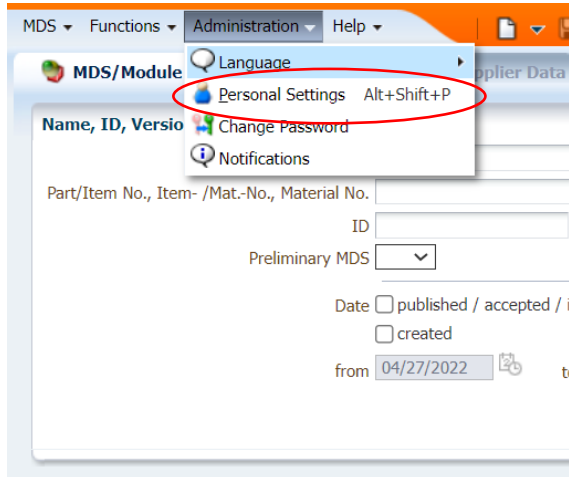 MDS Functions Administration Help
MDS/Module
Language
pplier Data
Personal Settings Alt+Shift+P
Name, ID, Versio
Change Password
Notifications
Part/Item No., Item- /Mat.-No., Material No.
ID
Preliminary MDS
Date published / accepted / i
created
from 04/27/2022 to